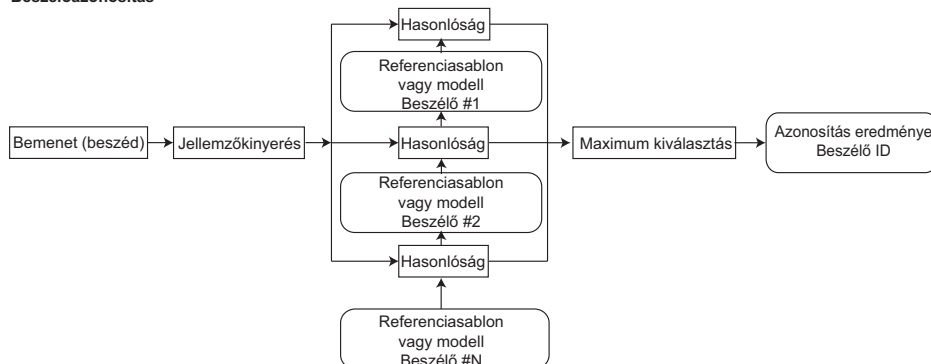 Beszélőazonosítás
Hasonlóság
Referenciasablon
vagy modell
Beszélő #1
Bemenet (beszéd)
Jellemzőkinyerés
Hasonlóság
Maximum kiválasztás
Azonosítás eredménye
Beszélő ID
Referenciasablon
vagy modell
Beszélő #2
Hasonlóság
Referenciasablon
vagy modell
Beszélő #N